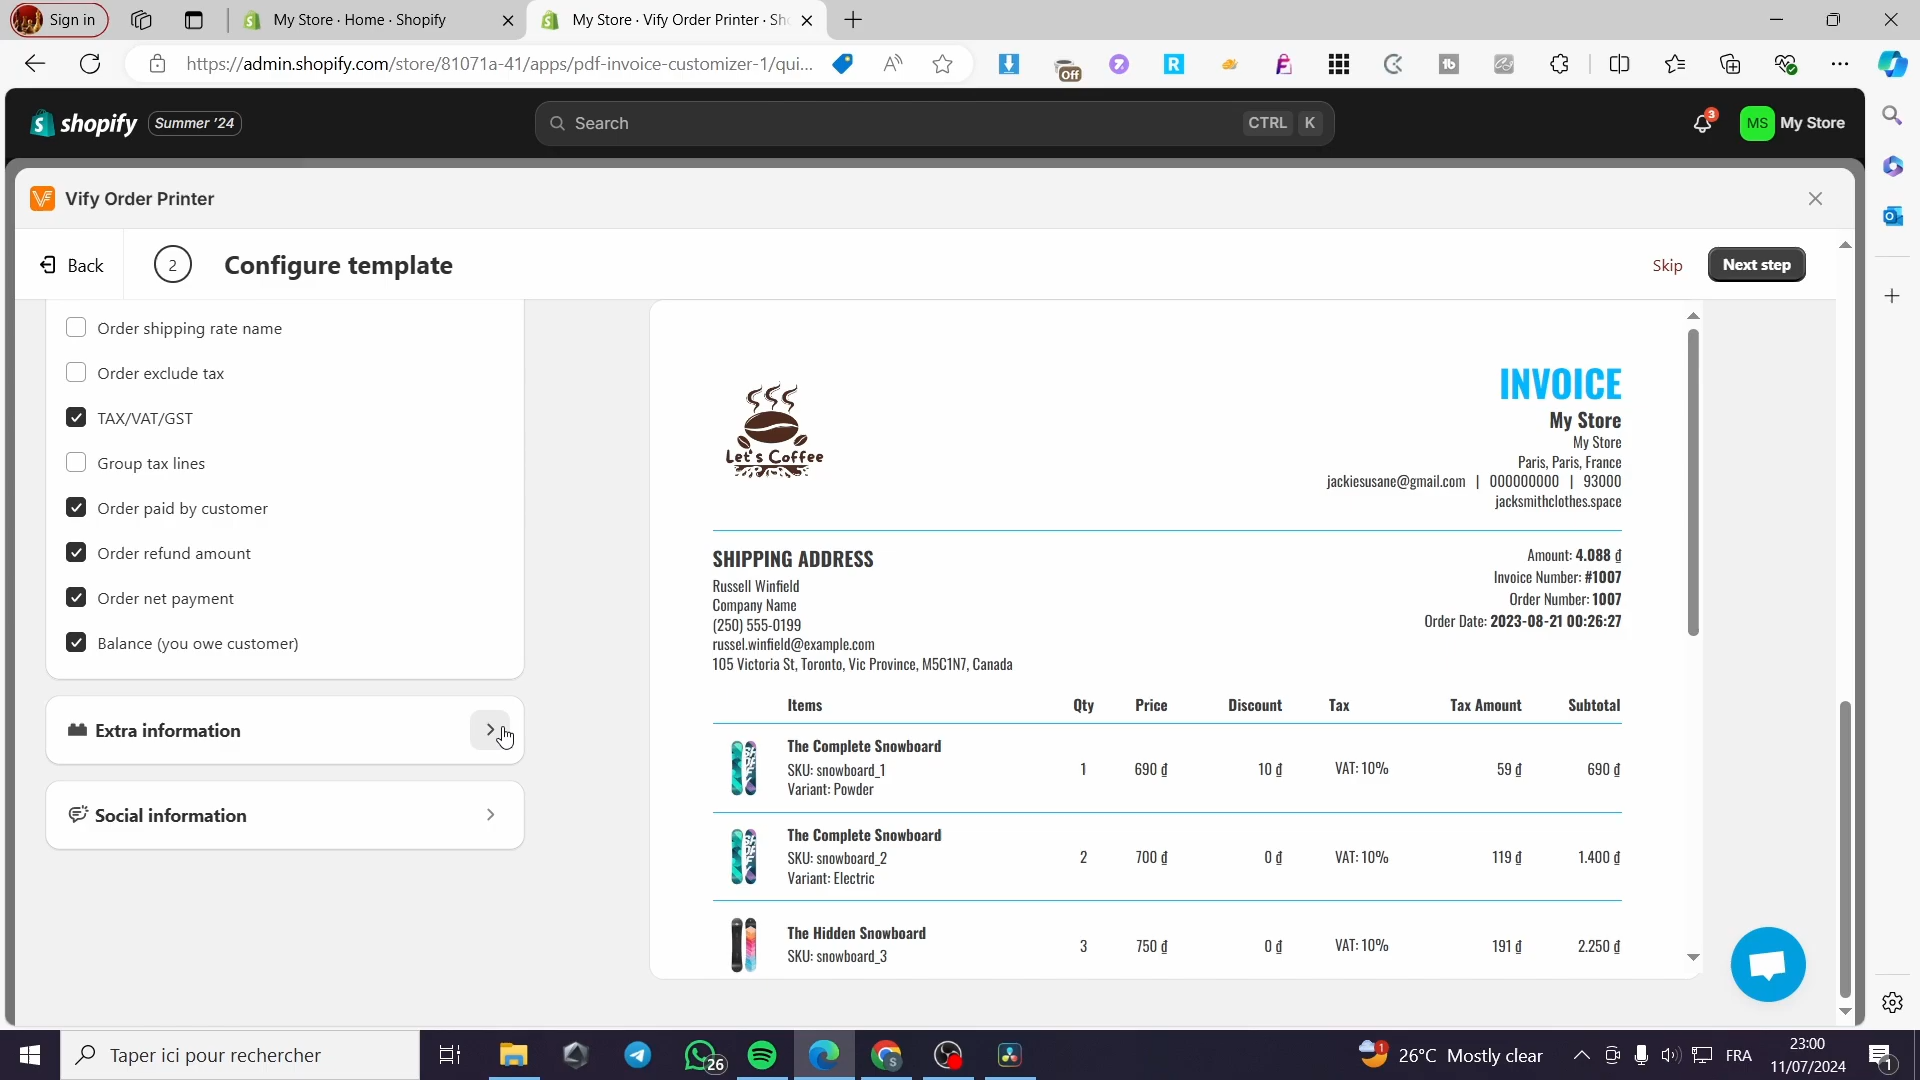 Sign in
My Store · Home · Shopify
My Store · Vify Order Printer · Sh
https://admin.shopify.com/store/81071a-41/apps/pdf-invoice-customizer-1/qui...
Off
R
tb
shopify
Summer '24
Search
CTRL
K
3
MS
My Store
Vify Order Printer
Back
2
Configure template
Skip
Next step
Order shipping rate name
Order exclude tax
TAX/VAT/GST
Group tax lines
Order paid by customer
Order refund amount
Order net payment
Balance (you owe customer)
Extra information
Social information
Let's Coffee
INVOICE
My Store
My Store
Paris, Paris, France
jackiesusane@gmail.com | 000000000 | 93000
jacksmithclothes.space
SHIPPING ADDRESS
Russell Winfield
Company Name
(250) 555-0199
russel.winfield@example.com
105 Victoria St, Toronto, Vic Province, M5C1N7, Canada
Amount: 4.088 ₫
Invoice Number: #1007
Order Number: 1007
Order Date: 2023-08-21 00:26:27
Items Qty Price Discount Tax Tax Amount Subtotal
The Complete Snowboard
SKU: snowboard_1
Variant: Powder
1 690 ₫ 10 ₫ VAT: 10% 59 ₫ 690 ₫
The Complete Snowboard
SKU: snowboard_2
Variant: Electric
2 700 ₫ 0 ₫ VAT: 10% 119 ₫ 1.400 ₫
The Hidden Snowboard
SKU: snowboard_3
3 750 ₫ 0 ₫ VAT: 10% 191 ₫ 2.250 ₫
Taper ici pour rechercher
26
1
26°C Mostly clear
FRA
23:00
11/07/2024
1